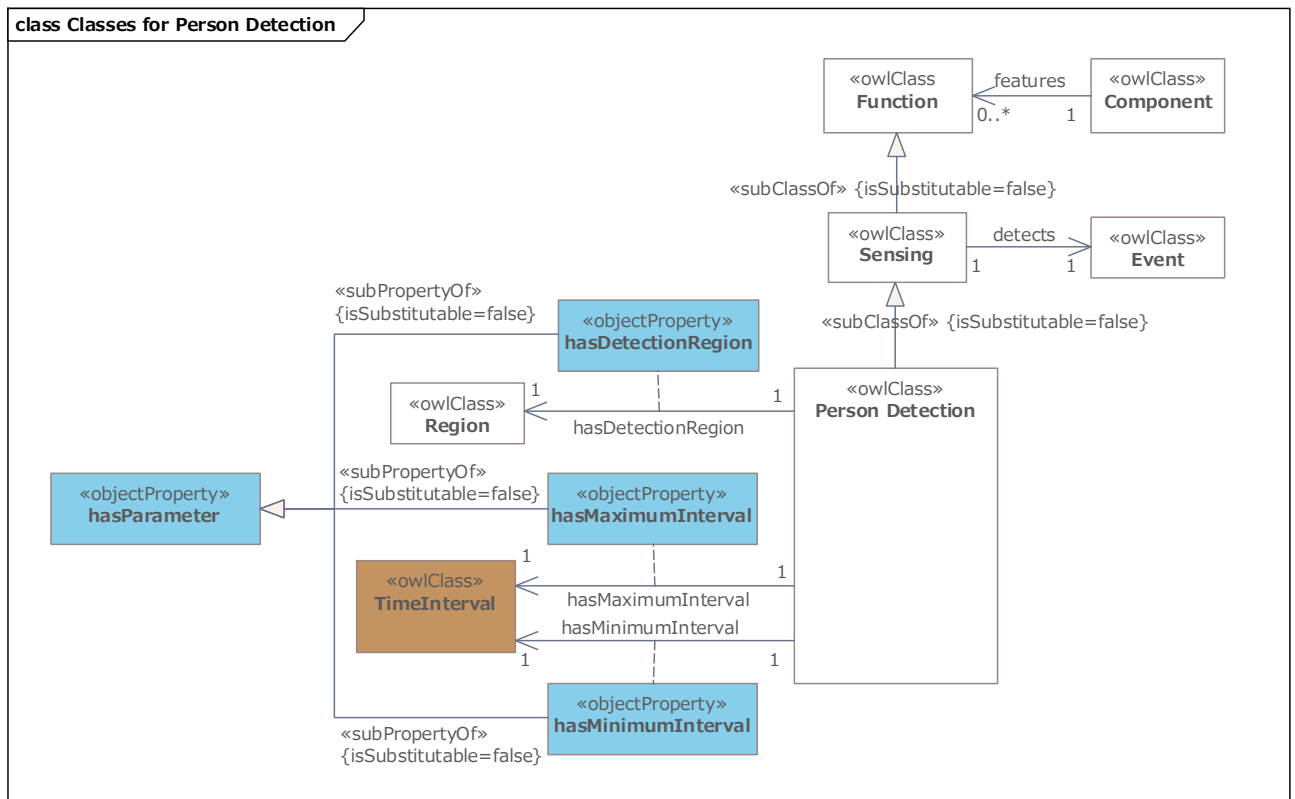 class Classes for Person Detection
«owlClass
Function
features
0..*
1
«owlClass»
Component
«subClassOf» {isSubstitutable=false}
«owlClass»
Sensing
detects
1
1
«owlClass»
Event
«subClassOf» {isSubstitutable=false}
«subPropertyOf»
{isSubstitutable=false}
«objectProperty»
hasDetectionRegion
«owlClass»
Person Detection
«owlClass»
Region
1
1
hasDetectionRegion
«subPropertyOf»
{isSubstitutable=false}
«objectProperty»
hasMaximumInterval
«objectProperty»
hasParameter
«owlClass»
TimeInterval
1
1
hasMaximumInterval
hasMinimumInterval
1
1
«objectProperty»
hasMinimumInterval
«subPropertyOf»
{isSubstitutable=false}